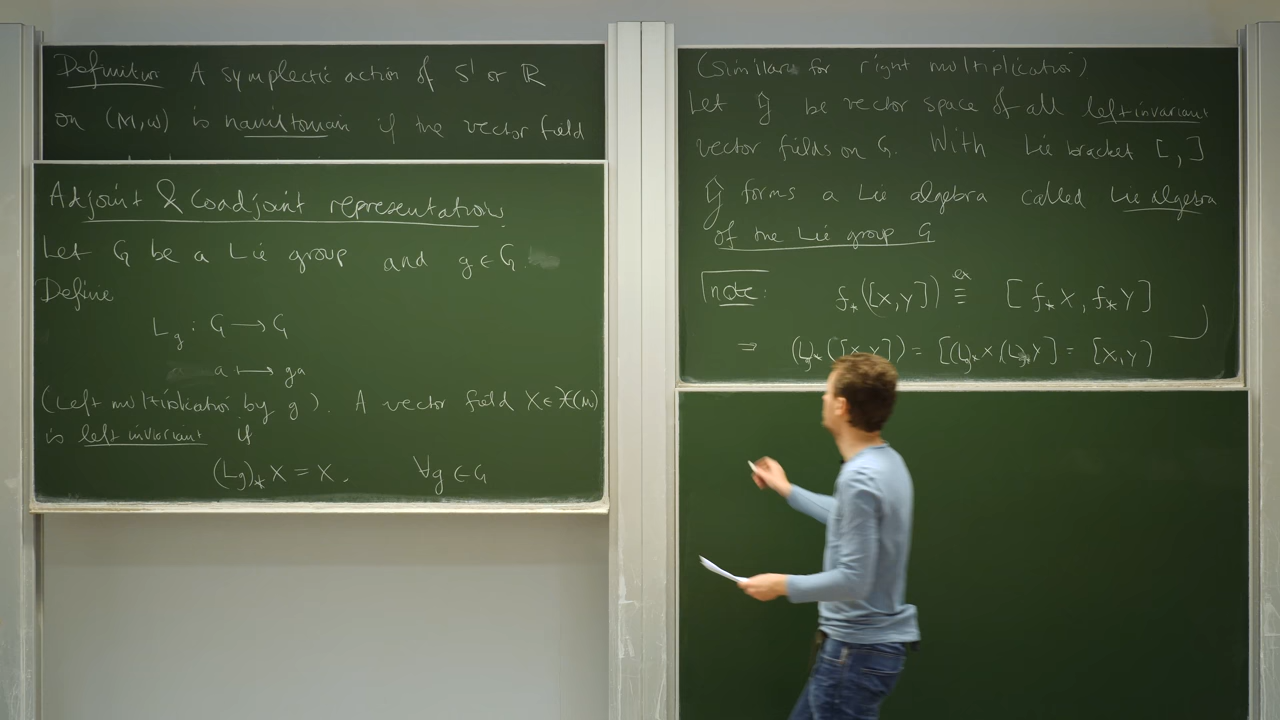 Definition A symplectic action of S¹ or ℝ
on (M,ω) is hamiltonian if the vector field
Adjoint & Coadjoint representations
Let G be a Lie group and g ∈ G.
Define
L_g : G ⟶ G
a ⟼ ga
(Left multiplication by g). A vector field X ∈ 𝔛(M)
is left invariant if
(L_g)_* X = X. ∀g ∈ G
(Similarly for right multiplication)
Let 𝔤 be vector space of all left invariant
vector fields on G. With Lie bracket [,]
𝔤 forms a Lie algebra called Lie algebra
of the Lie group G
note: f_*([X,Y]) ≡ [f_*X, f_*Y]
ex
⇒ (L_g)_*([X,Y]) = [(L_g)_*X,(L_g)_*Y] = [X,Y]